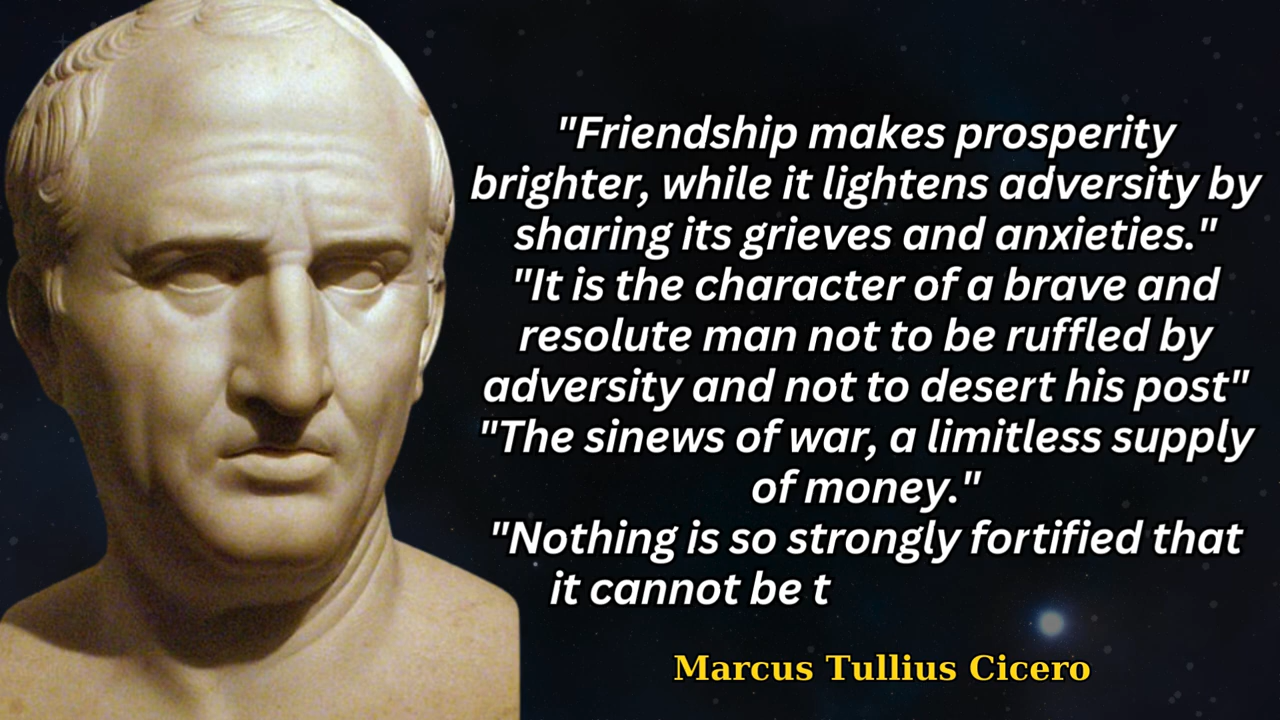 "Friendship makes prosperity
brighter, while it lightens adversity by
sharing its grieves and anxieties."
"It is the character of a brave and
resolute man not to be ruffled by
adversity and not to desert his post"
"The sinews of war, a limitless supply
of money."
"Nothing is so strongly fortified that
it cannot be t
Marcus Tullius Cicero